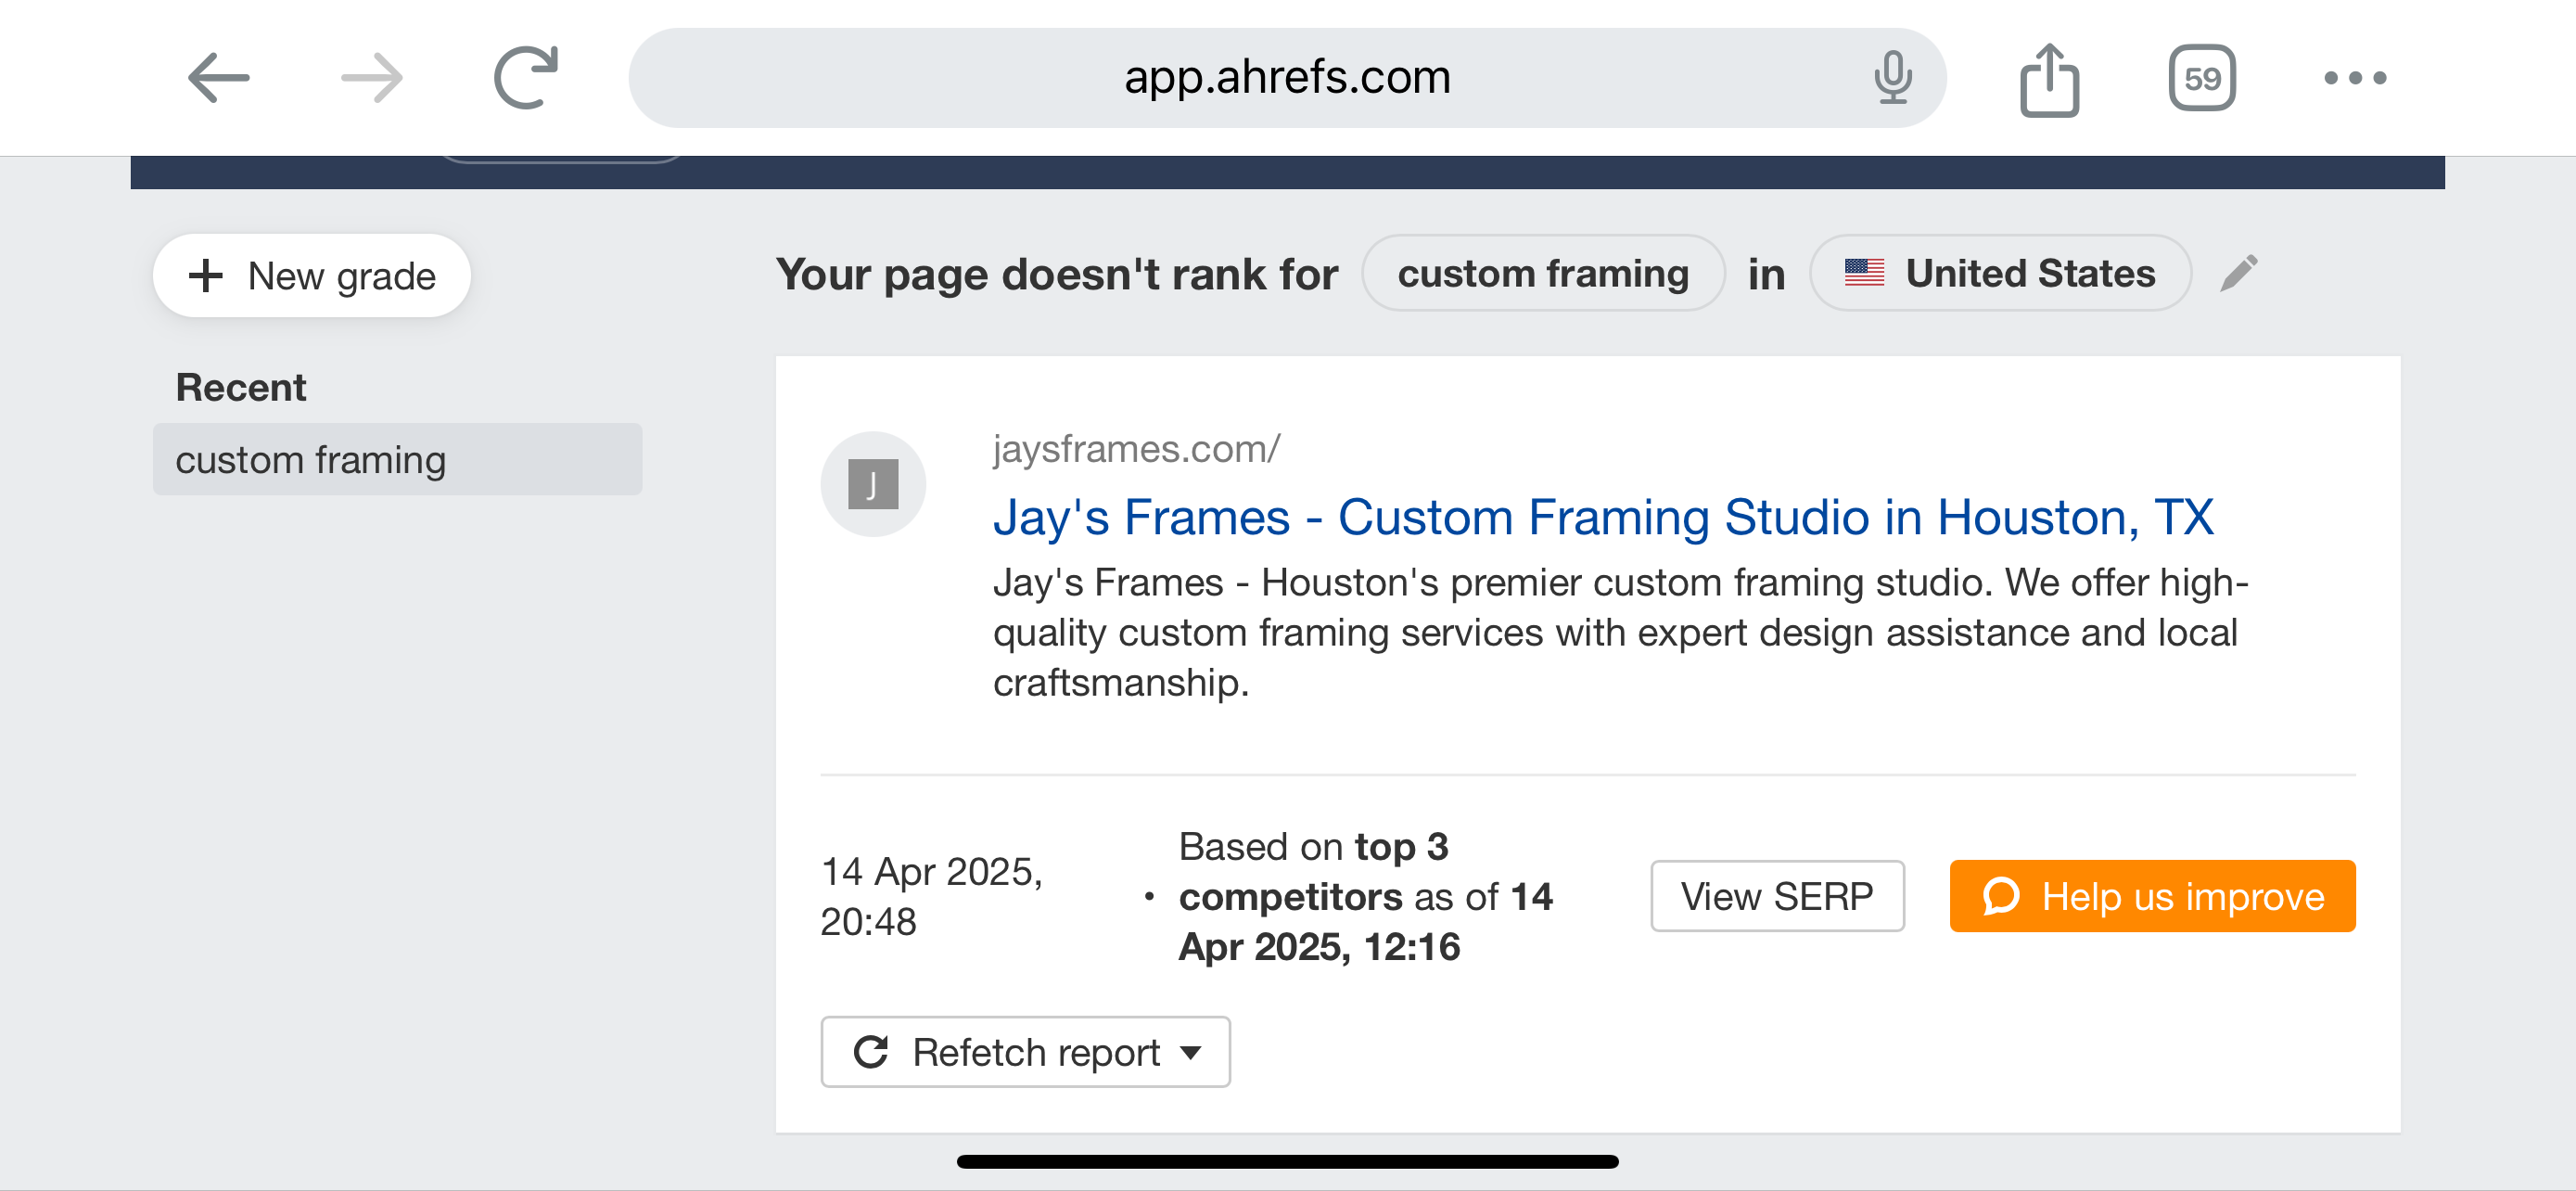 app.ahrefs.com
59
New grade
Your page doesn't rank for custom framing in United States
Recent
custom framing
J
jaysframes.com/
Jay's Frames - Custom Framing Studio in Houston, TX
Jay's Frames - Houston's premier custom framing studio. We offer high-
quality custom framing services with expert design assistance and local
craftsmanship.
14 Apr 2025,
20:48
• Based on top 3
competitors as of 14
Apr 2025, 12:16
View SERP
Help us improve
Refetch report